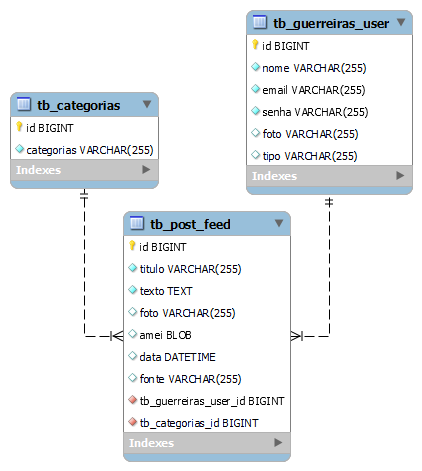 tb_guerreiras_user
id BIGINT
nome VARCHAR(255)
email VARCHAR(255)
senha VARCHAR(255)
foto VARCHAR(255)
tipo VARCHAR(255)
Indexes
tb_categorias
id BIGINT
categorias VARCHAR(255)
Indexes
tb_post_feed
id BIGINT
titulo VARCHAR(255)
texto TEXT
foto VARCHAR(255)
amei BLOB
data DATETIME
fonte VARCHAR(255)
tb_guerreiras_user_id BIGINT
tb_categorias_id BIGINT
Indexes